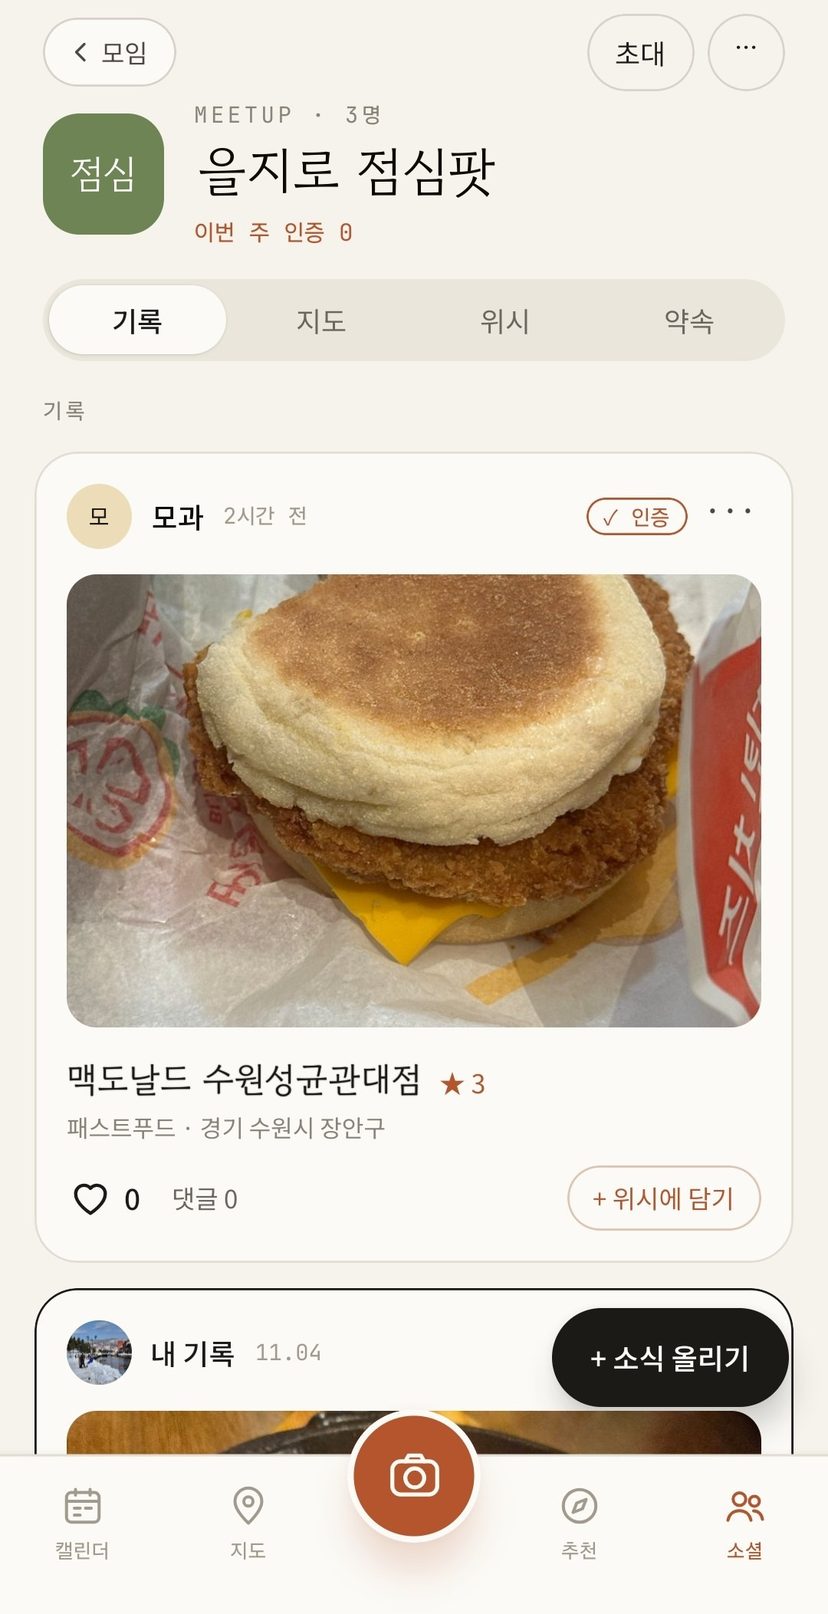 모임
초대
MEETUP · 3명
점심
을지로 점심팟
이번 주 인증 0
기록 지도 위시 약속
기록
모 모과 2시간 전 ✓ 인증
맥도날드 수원성균관대점 ★ 3
패스트푸드 · 경기 수원시 장안구
0 댓글 0 + 위시에 담기
내 기록 11.04
+ 소식 올리기
캘린더 지도 추천 소셜